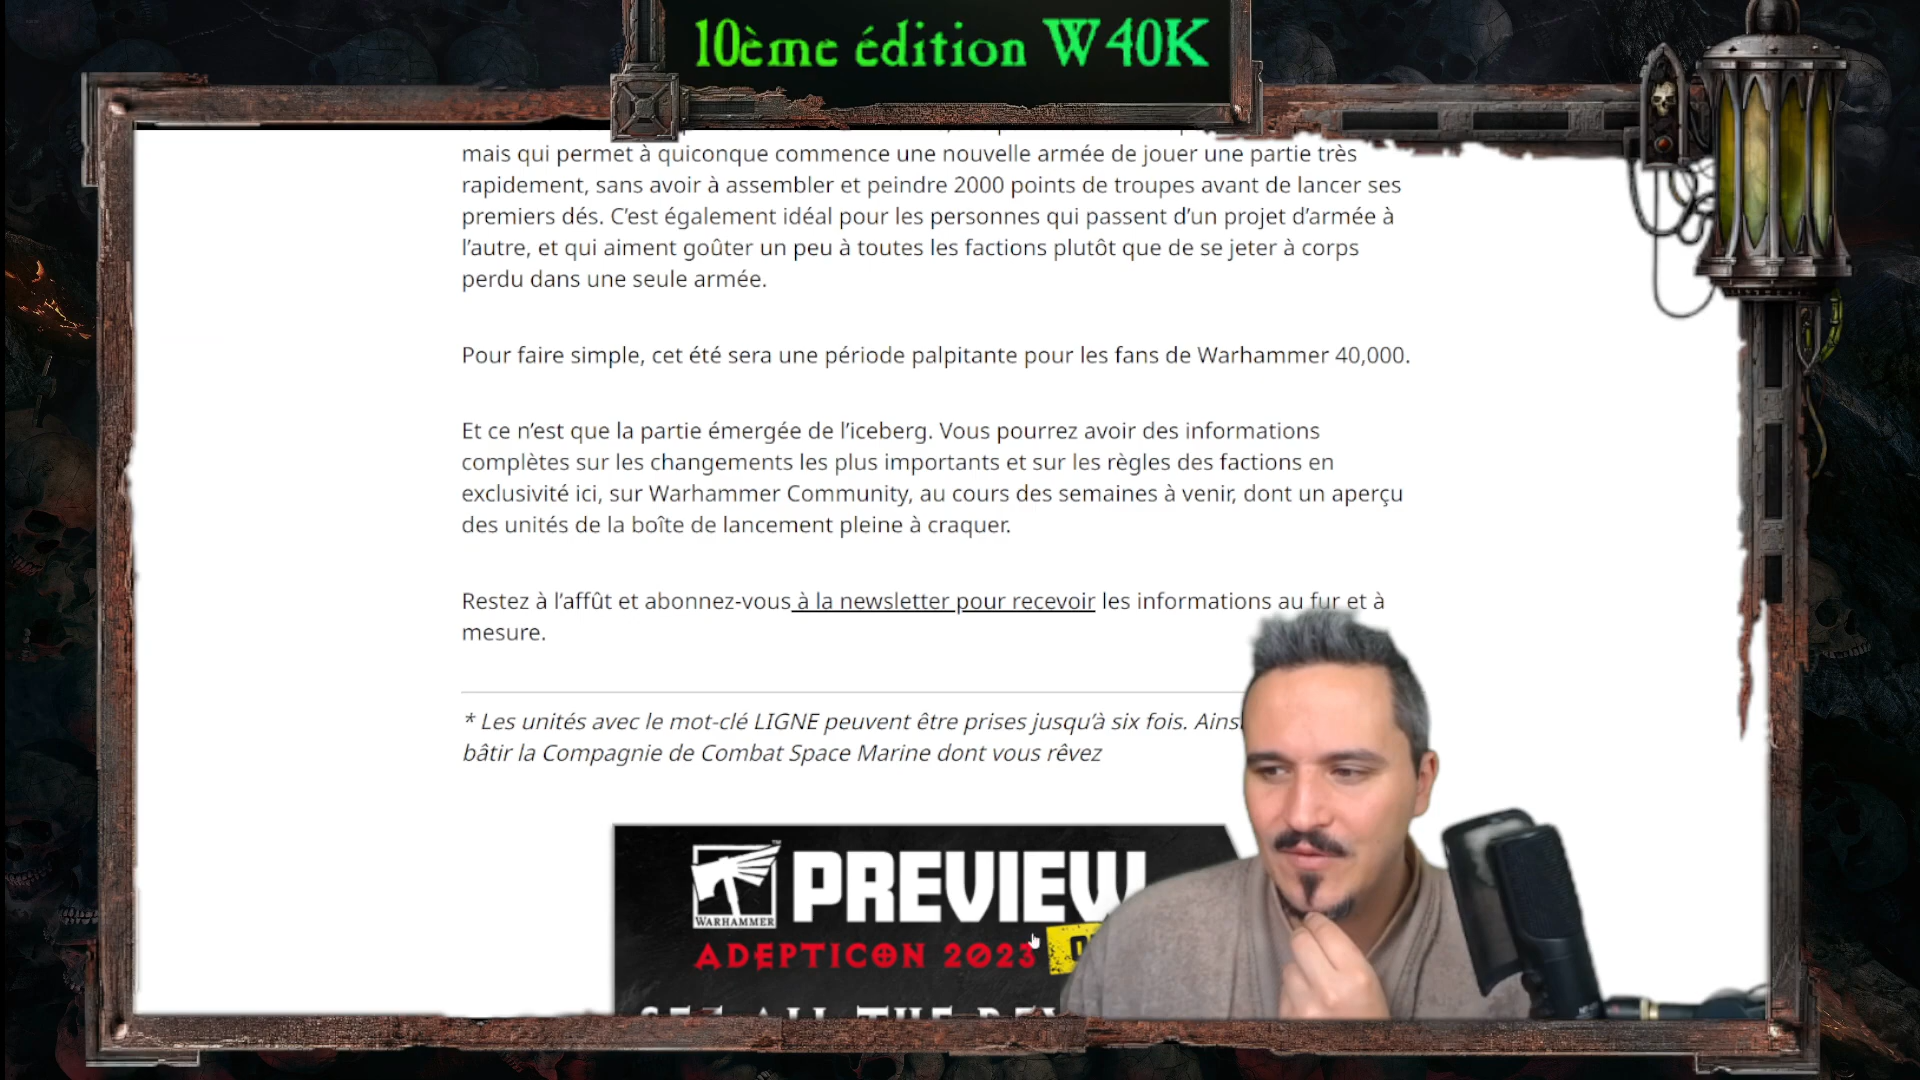 10ème édition W40K
mais qui permet à quiconque commence une nouvelle armée de jouer une partie très
rapidement, sans avoir à assembler et peindre 2000 points de troupes avant de lancer ses
premiers dés. C’est également idéal pour les personnes qui passent d’un projet d’armée à
l’autre, et qui aiment goûter un peu à toutes les factions plutôt que de se jeter à corps
perdu dans une seule armée.
Pour faire simple, cet été sera une période palpitante pour les fans de Warhammer 40,000.
Et ce n’est que la partie émergée de l’iceberg. Vous pourrez avoir des informations
complètes sur les changements les plus importants et sur les règles des factions en
exclusivité ici, sur Warhammer Community, au cours des semaines à venir, dont un aperçu
des unités de la boîte de lancement pleine à craquer.
Restez à l’affût et abonnez-vous à la newsletter pour recevoir les informations au fur et à
mesure.
* Les unités avec le mot-clé LIGNE peuvent être prises jusqu’à six fois.
bâtir la Compagnie de Combat Space Marine dont vous rêvez
WARHAMMER
PREVIEW
ADEPTICON 2023
SEE ALL THE